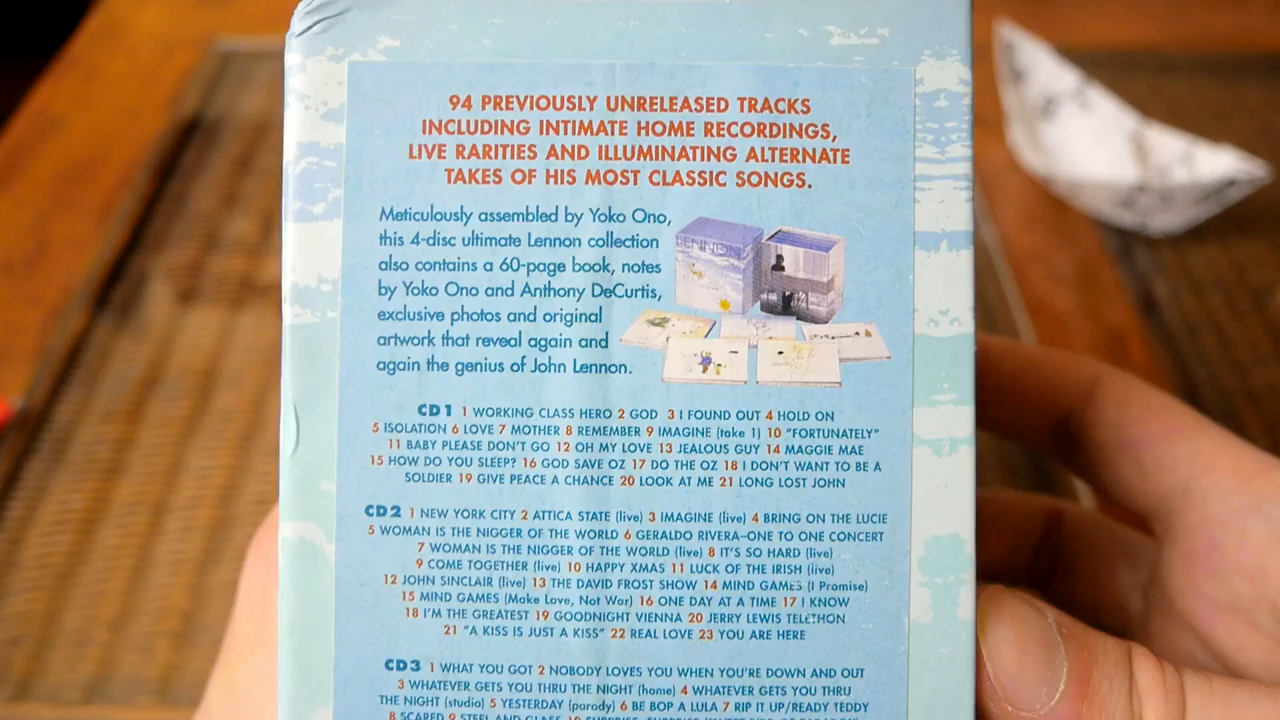 94 PREVIOUSLY UNRELEASED TRACKS
INCLUDING INTIMATE HOME RECORDINGS,
LIVE RARITIES AND ILLUMINATING ALTERNATE
TAKES OF HIS MOST CLASSIC SONGS.
Meticulously assembled by Yoko Ono,
this 4-disc ultimate Lennon collection
also contains a 60-page book, notes
by Yoko Ono and Anthony DeCurtis,
exclusive photos and original
artwork that reveal again and
again the genius of John Lennon.
LENNON
CD1 1 WORKING CLASS HERO 2 GOD 3 I FOUND OUT 4 HOLD ON
5 ISOLATION 6 LOVE 7 MOTHER 8 REMEMBER 9 IMAGINE (take 1) 10 "FORTUNATELY"
11 BABY PLEASE DON'T GO 12 OH MY LOVE 13 JEALOUS GUY 14 MAGGIE MAE
15 HOW DO YOU SLEEP? 16 GOD SAVE OZ 17 DO THE OZ 18 I DON'T WANT TO BE A
SOLDIER 19 GIVE PEACE A CHANCE 20 LOOK AT ME 21 LONG LOST JOHN
CD2 1 NEW YORK CITY 2 ATTICA STATE (live) 3 IMAGINE (live) 4 BRING ON THE LUCIE
5 WOMAN IS THE NIGGER OF THE WORLD 6 GERALDO RIVERA–ONE TO ONE CONCERT
7 WOMAN IS THE NIGGER OF THE WORLD (live) 8 IT'S SO HARD (live)
9 COME TOGETHER (live) 10 HAPPY XMAS 11 LUCK OF THE IRISH (live)
12 JOHN SINCLAIR (live) 13 THE DAVID FROST SHOW 14 MIND GAMES (I Promise)
15 MIND GAMES (Make Love, Not War) 16 ONE DAY AT A TIME 17 I KNOW
18 I'M THE GREATEST 19 GOODNIGHT VIENNA 20 JERRY LEWIS TELETHON
21 "A KISS IS JUST A KISS" 22 REAL LOVE 23 YOU ARE HERE
CD3 1 WHAT YOU GOT 2 NOBODY LOVES YOU WHEN YOU'RE DOWN AND OUT
3 WHATEVER GETS YOU THRU THE NIGHT (home) 4 WHATEVER GETS YOU THRU
THE NIGHT (studio) 5 YESTERDAY (parody) 6 BE BOP A LULA 7 RIP IT UP/READY TEDDY
8 SCARED 9 STEEL AND GLASS 10